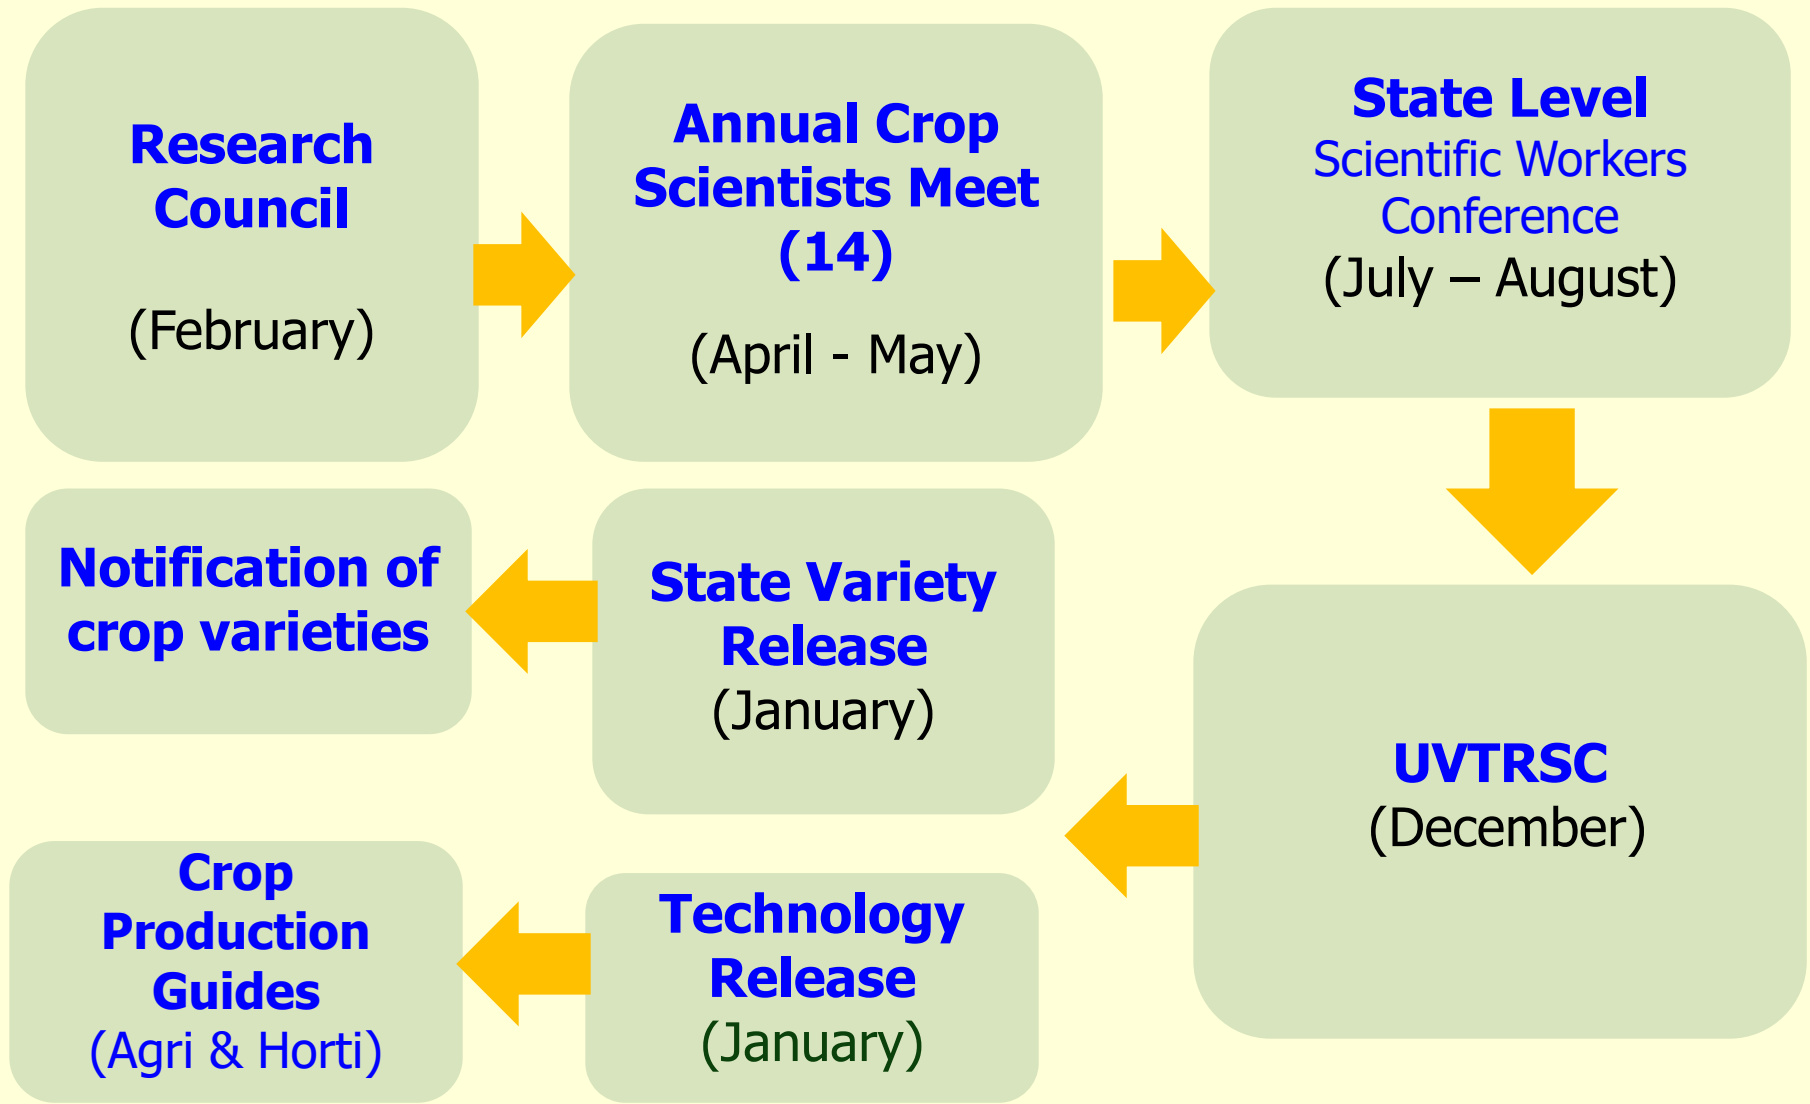 Research
Council
(February)
Annual Crop
Scientists Meet
(14)
(April - May)
State Level
Scientific Workers
Conference
(July – August)
UVTRSC
(December)
State Variety
Release
(January)
Notification of
crop varieties
Technology
Release
(January)
Crop
Production
Guides
(Agri & Horti)